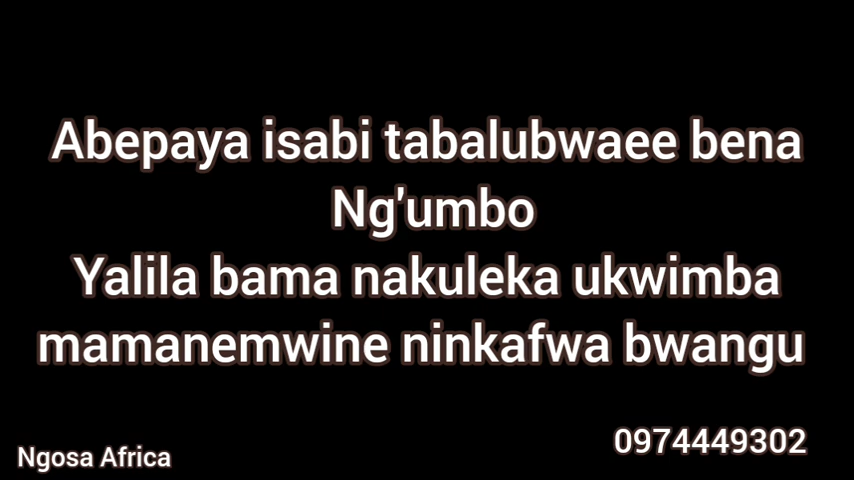 Abepaya isabi tabalubwaee bena
Ng'umbo
Yalila bama nakuleka ukwimba
mamanemwine ninkafwa bwangu
0974449302
Ngosa Africa